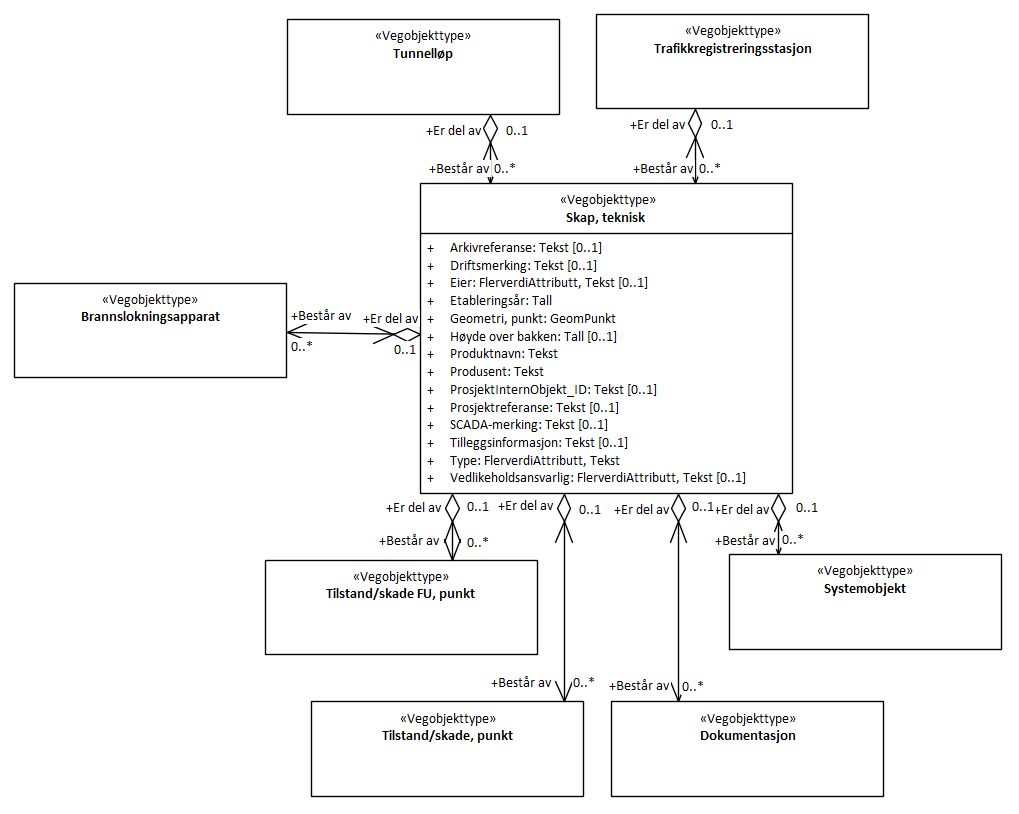 «Vegobjekttype»
Tunnelløp
«Vegobjekttype»
Trafikkregistreringsstasjon
+Er del av
0..1
+Består av
0..*
+Er del av
0..1
+Består av
0..*
«Vegobjekttype»
Skap, teknisk
+ Arkivreferanse: Tekst [0..1]
+ Driftsmerking: Tekst [0..1]
+ Eier: FlerverdiAttributt, Tekst [0..1]
+ Etableringsår: Tall
+ Geometri, punkt: GeomPunkt
+ Høyde over bakken: Tall [0..1]
+ Produktnavn: Tekst
+ Produsent: Tekst
+ ProsjektInternObjekt_ID: Tekst [0..1]
+ Prosjektreferanse: Tekst [0..1]
+ SCADA-merking: Tekst [0..1]
+ Tilleggsinformasjon: Tekst [0..1]
+ Type: FlerverdiAttributt, Tekst
+ Vedlikeholdsansvarlig: FlerverdiAttributt, Tekst [0..1]
«Vegobjekttype»
Brannslokningsapparat
+Består av
0..*
+Er del av
0..1
+Er del av
0..1
+Består av
0..*
+Er del av
0..1
+Består av
0..*
+Er del av
0..1
+Består av
0..*
+Er del av
0..1
+Består av
0..*
«Vegobjekttype»
Tilstand/skade FU, punkt
«Vegobjekttype»
Systemobjekt
«Vegobjekttype»
Tilstand/skade, punkt
«Vegobjekttype»
Dokumentasjon